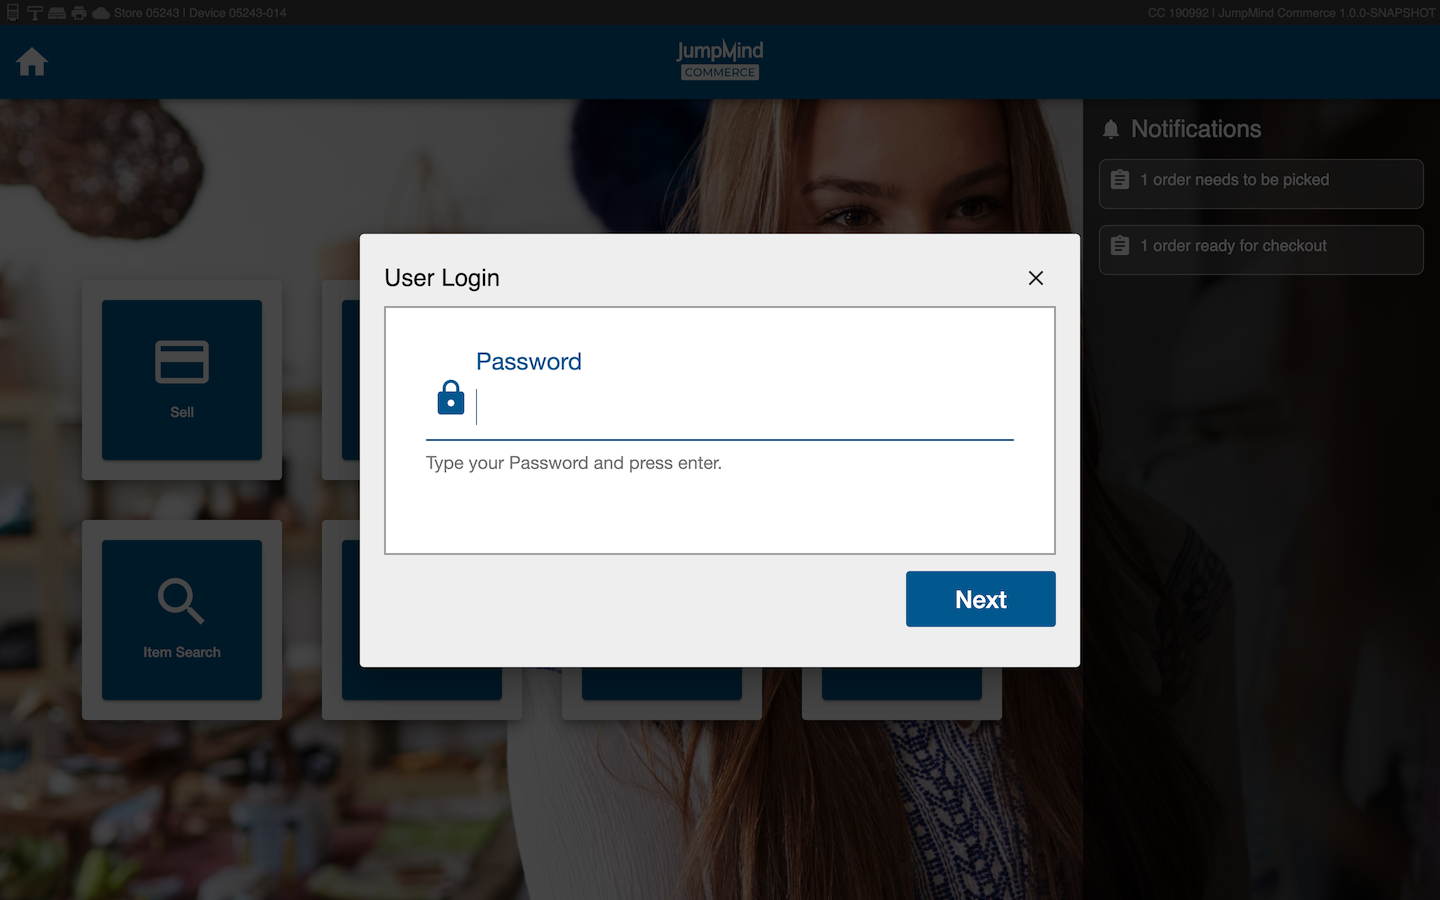 Store 05243 | Device 05243-014
CC 190992 | JumpMind Commerce 1.0.0-SNAPSHOT
JumpMind
COMMERCE
Notifications
1 order needs to be picked
1 order ready for checkout
User Login
Password
Type your Password and press enter.
Next
Sell
Item Search